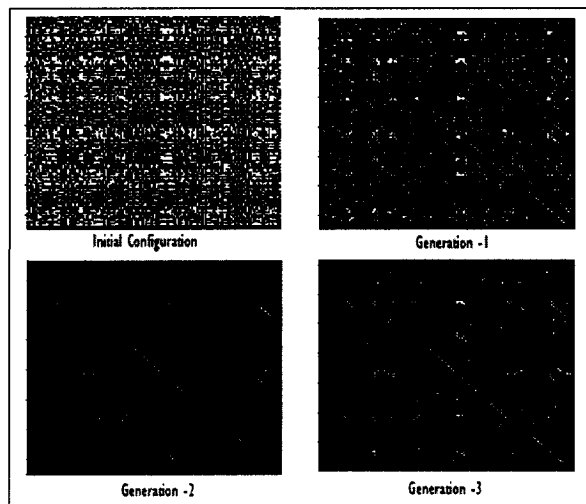 Initial Configuration
Generation -1
Generation -2
Generation -3